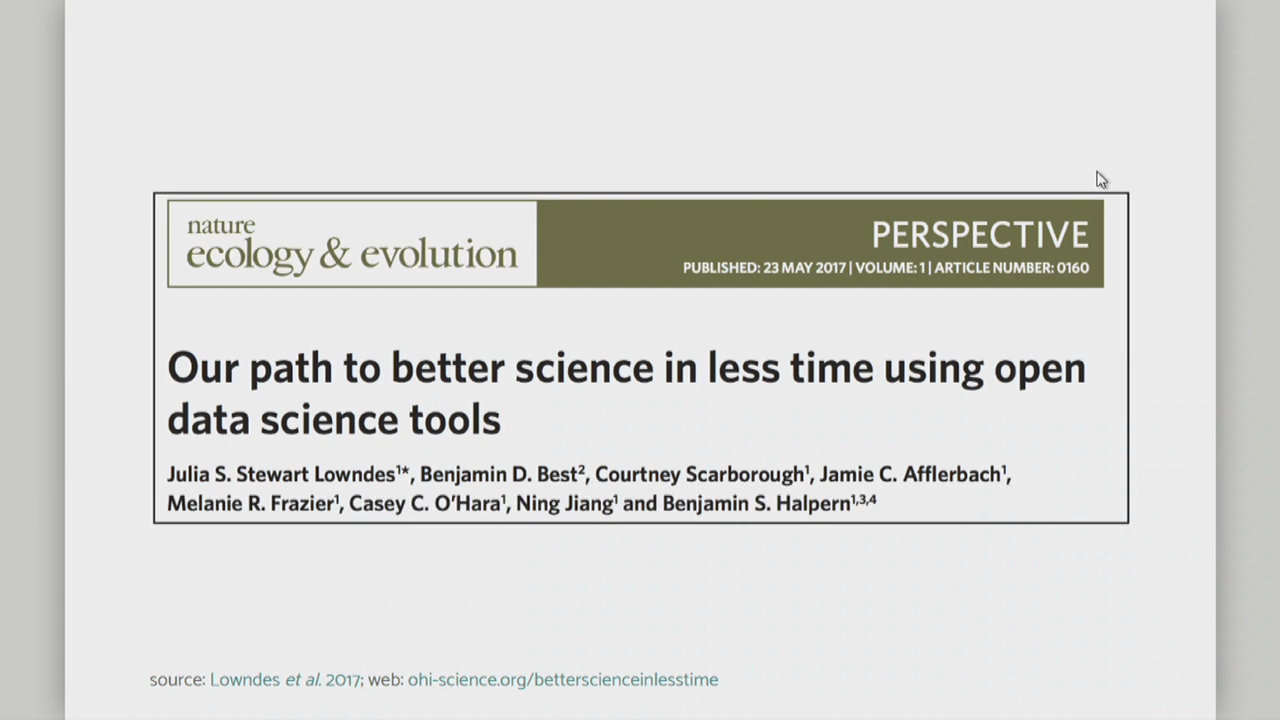 nature
ecology & evolution
PERSPECTIVE
PUBLISHED: 23 MAY 2017 | VOLUME: 1 | ARTICLE NUMBER: 0160
Our path to better science in less time using open
data science tools
Julia S. Stewart Lowndes¹*, Benjamin D. Best², Courtney Scarborough¹, Jamie C. Afflerbach¹,
Melanie R. Frazier¹, Casey C. O’Hara¹, Ning Jiang¹ and Benjamin S. Halpern¹,³,⁴
source: Lowndes et al. 2017; web: ohi-science.org/betterscienceinlesstime